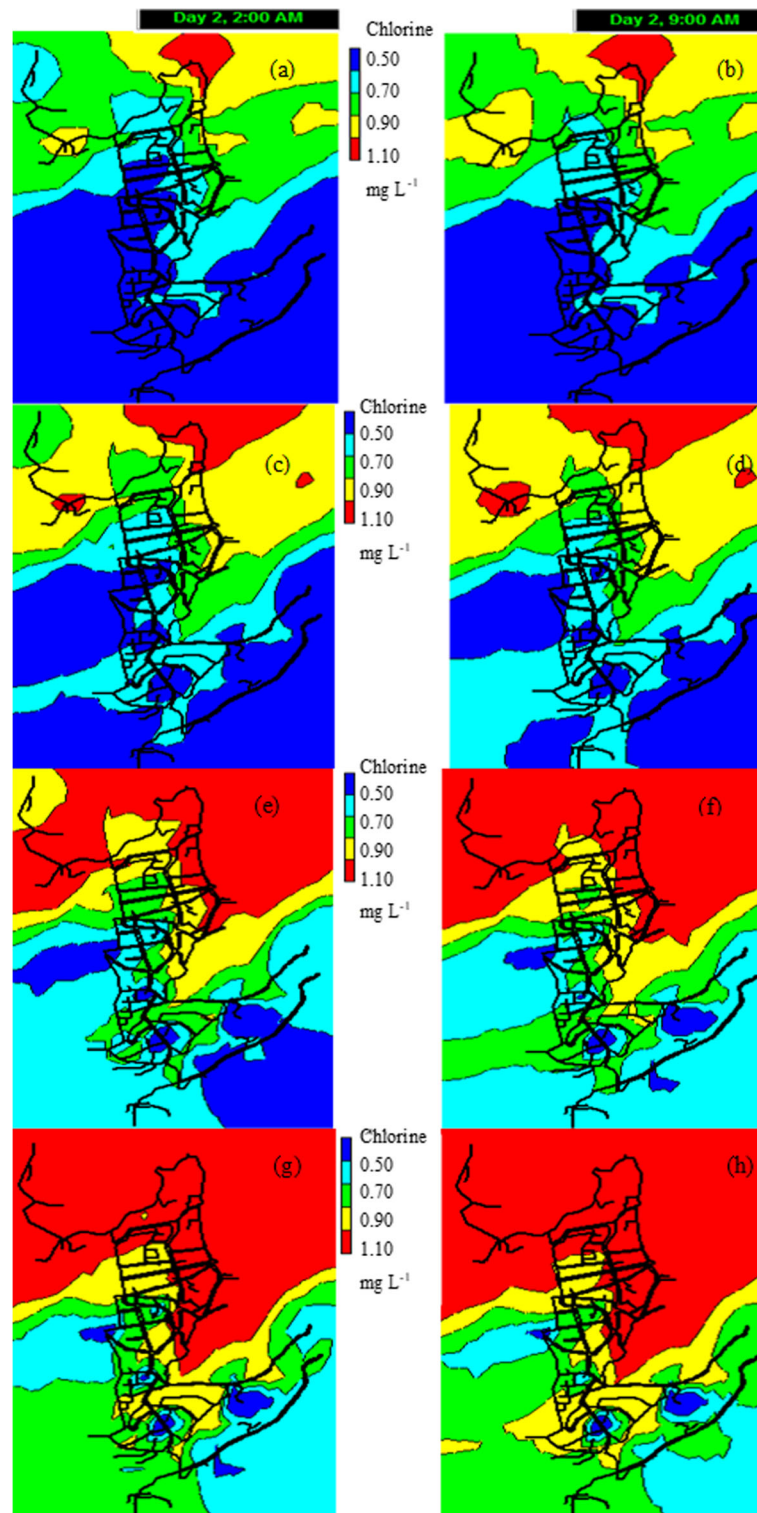 Day 2, 2:00 AM
Day 2, 9:00 AM
Chlorine
0.50
0.70
0.90
1.10
mg L-1
(a)
(b)
Chlorine
0.50
0.70
0.90
1.10
mg L-1
(c)
(d)
Chlorine
0.50
0.70
0.90
1.10
mg L-1
(e)
(f)
Chlorine
0.50
0.70
0.90
1.10
mg L-1
(g)
(h)